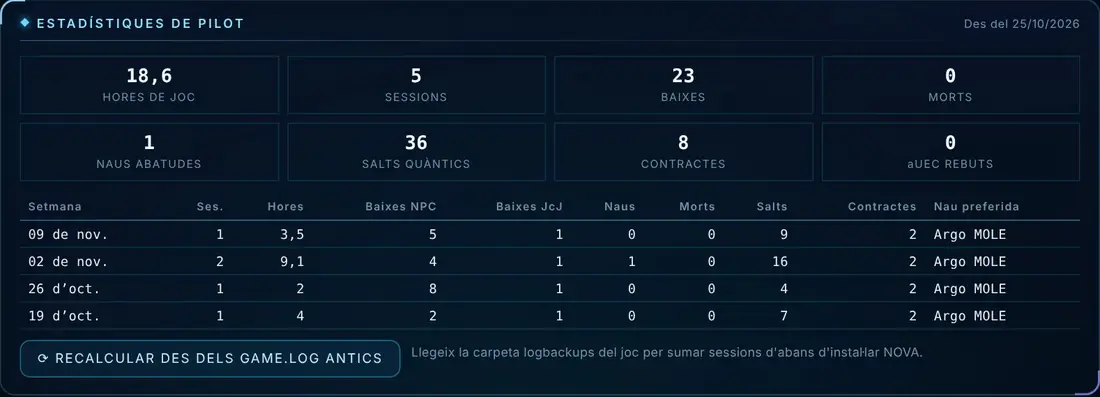 ESTADÍSTIQUES DE PILOT Des del 25/10/2026
18,6 5 23 0
HORES DE JOC SESSIONS BAIXES MORTS
1 36 8 0
NAUS ABATUDES SALTS QUÀNTICS CONTRACTES aUEC REBUTS
Setmana Ses. Hores Baixes NPC Baixes JcJ Naus Morts Salts Contractes Nau preferida
09 de nov. 1 3,5 5 1 0 0 9 2 Argo MOLE
02 de nov. 2 9,1 4 1 1 0 16 2 Argo MOLE
26 d’oct. 1 2 8 1 0 0 4 2 Argo MOLE
19 d’oct. 1 4 2 1 0 0 7 2 Argo MOLE
⟳ RECALCULAR DES DELS GAME.LOG ANTICS Llegeix la carpeta logbackups del joc per sumar sessions d'abans d'instal·lar NOVA.